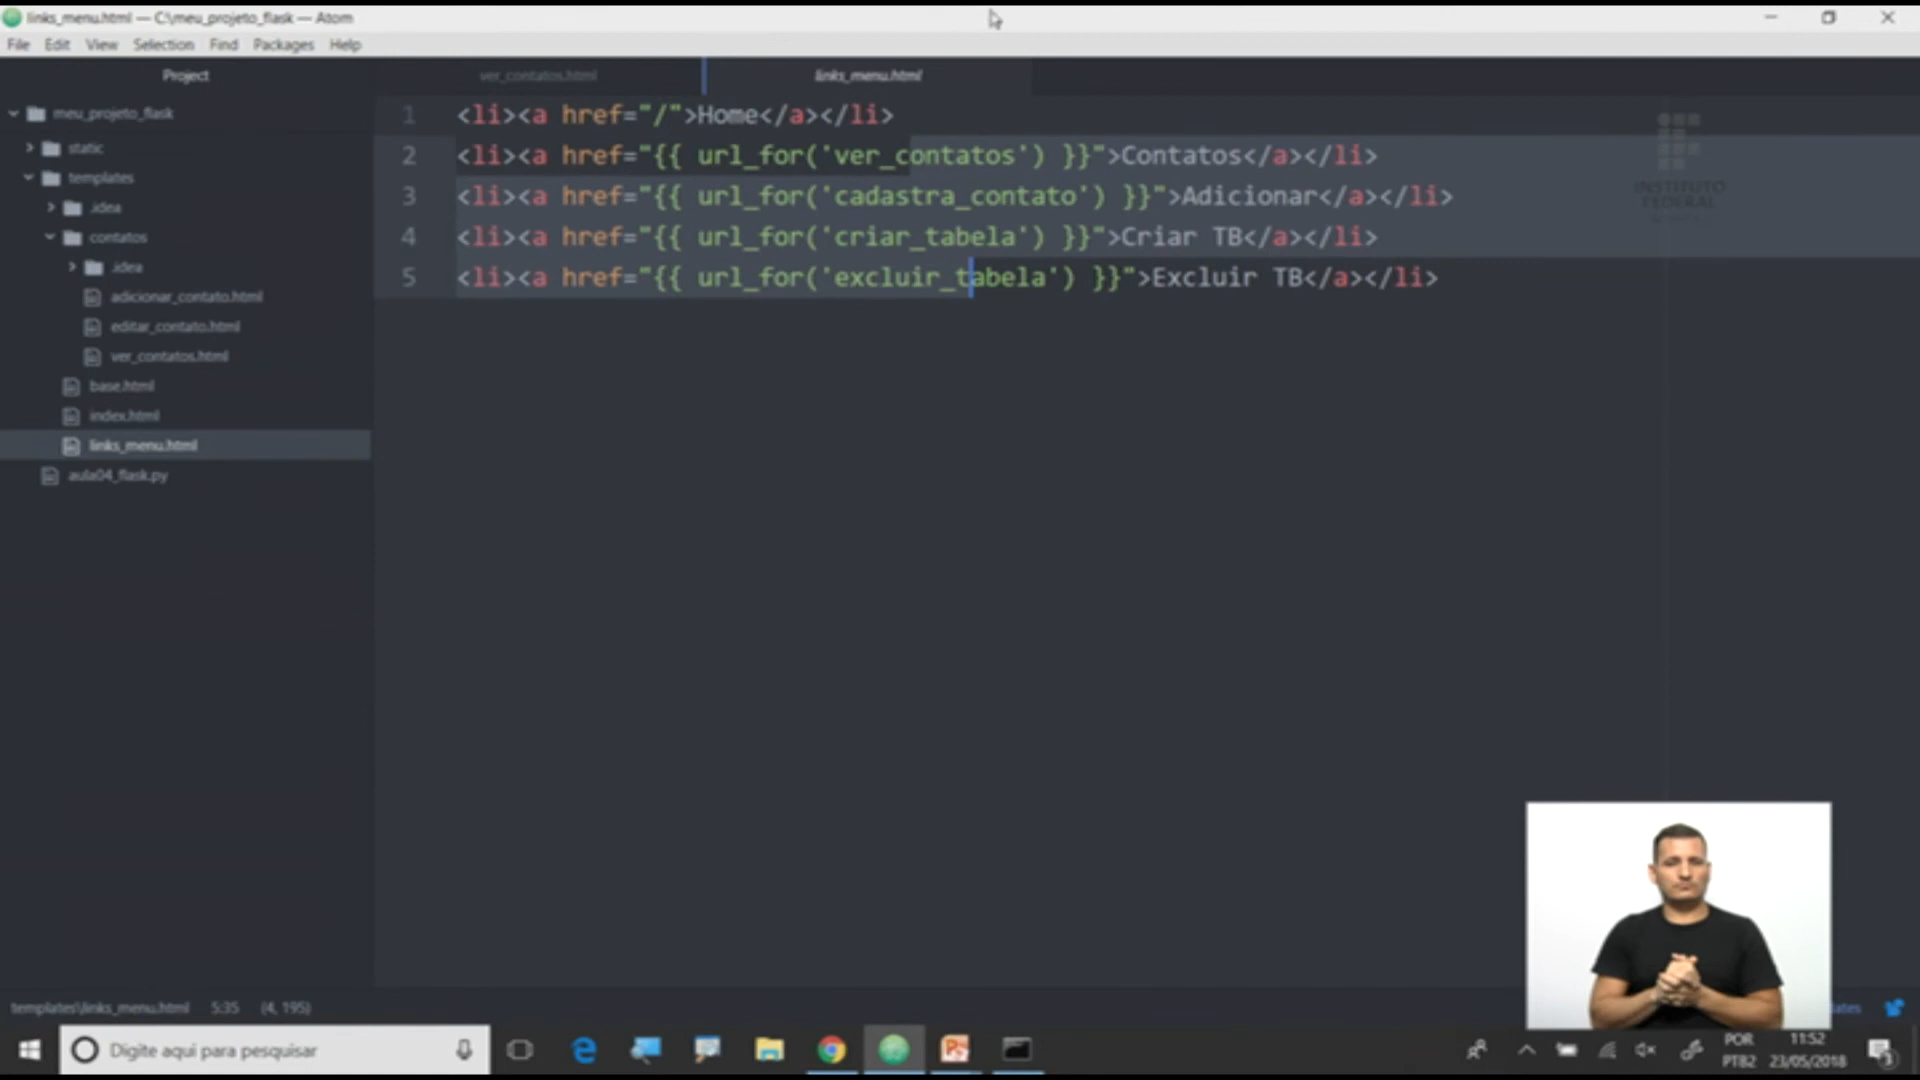 links_menu.html — C:\meu_projeto_flask — Atom
File Edit View Selection Find Packages Help
Project
ver_contatos.html
links_menu.html
meu_projeto_flask
static
templates
.idea
contatos
.idea
adicionar_contato.html
editar_contato.html
ver_contatos.html
base.html
index.html
links_menu.html
aula04_flask.py
1 <li><a href="/">Home</a></li>
2 <li><a href="{{ url_for('ver_contatos') }}">Contatos</a></li>
3 <li><a href="{{ url_for('cadastra_contato') }}">Adicionar</a></li>
4 <li><a href="{{ url_for('criar_tabela') }}">Criar TB</a></li>
5 <li><a href="{{ url_for('excluir_tabela') }}">Excluir TB</a></li>
INSTITUTO
FEDERAL
templates\links_menu.html 5:35 (4, 195)
Digite aqui para pesquisar
POR
PTB2
11:52
23/05/2018
3